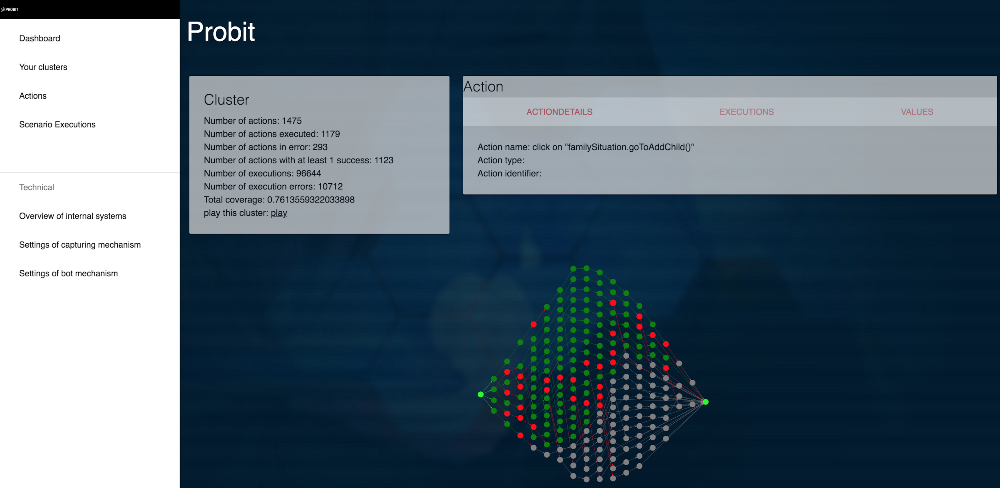 PROBIT
Dashboard
Your clusters
Actions
Scenario Executions
Technical
Overview of internal systems
Settings of capturing mechanism
Settings of bot mechanism
Probit
Cluster
Number of actions: 1475
Number of actions executed: 1179
Number of actions in error: 293
Number of actions with at least 1 success: 1123
Number of executions: 96644
Number of execution errors: 10712
Total coverage: 0.7613559322033898
play this cluster: play
Action
ACTIONDETAILS EXECUTIONS VALUES
Action name: click on "familySituation.goToAddChild()"
Action type:
Action identifier: